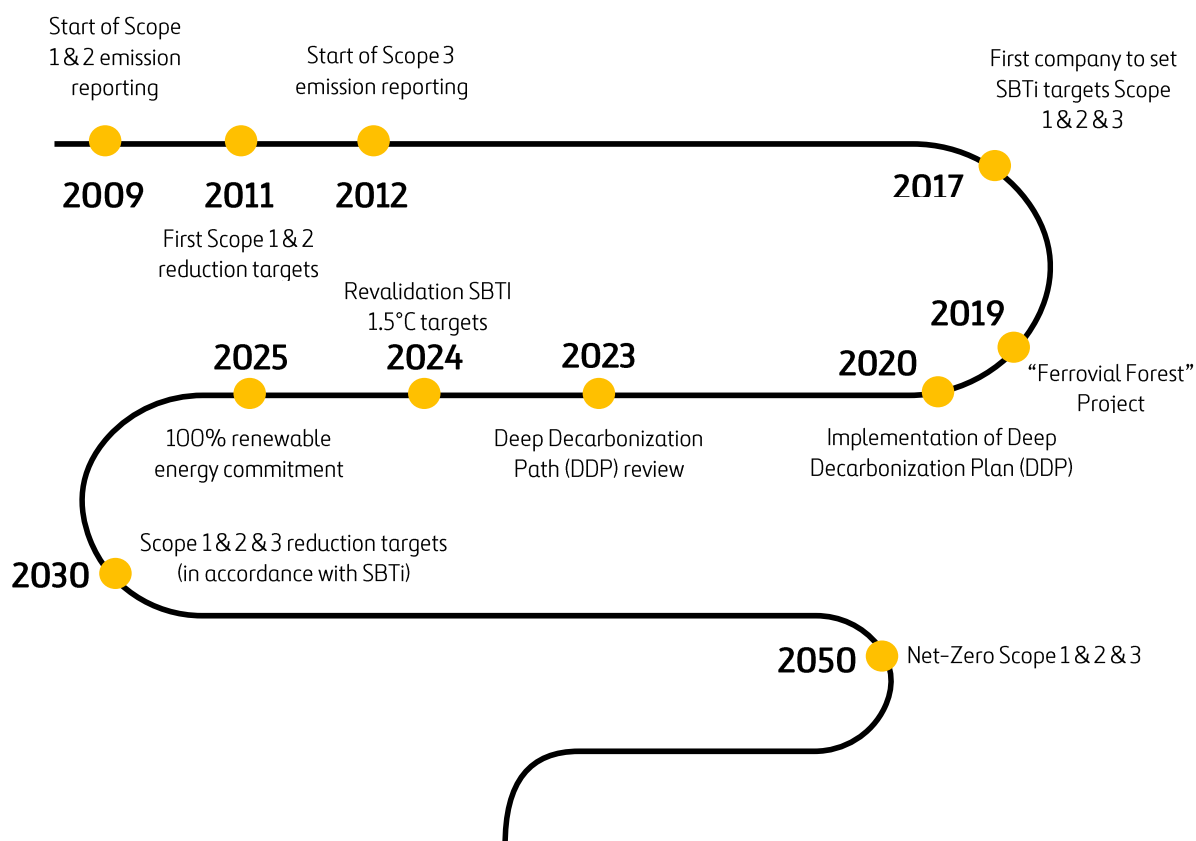 Start of Scope
1 & 2 emission
reporting
2009
2011
First Scope 1 & 2
reduction targets
Start of Scope 3
emission reporting
2012
First company to set
SBTi targets Scope
1 & 2 & 3
2017
2019
“Ferrovial Forest”
Project
2020
Implementation of Deep
Decarbonization Plan (DDP)
2023
Deep Decarbonization
Path (DDP) review
Revalidation SBTI
1.5°C targets
2024
2025
100% renewable
energy commitment
2030
Scope 1 & 2 & 3 reduction targets
(in accordance with SBTi)
2050
Net-Zero Scope 1 & 2 & 3